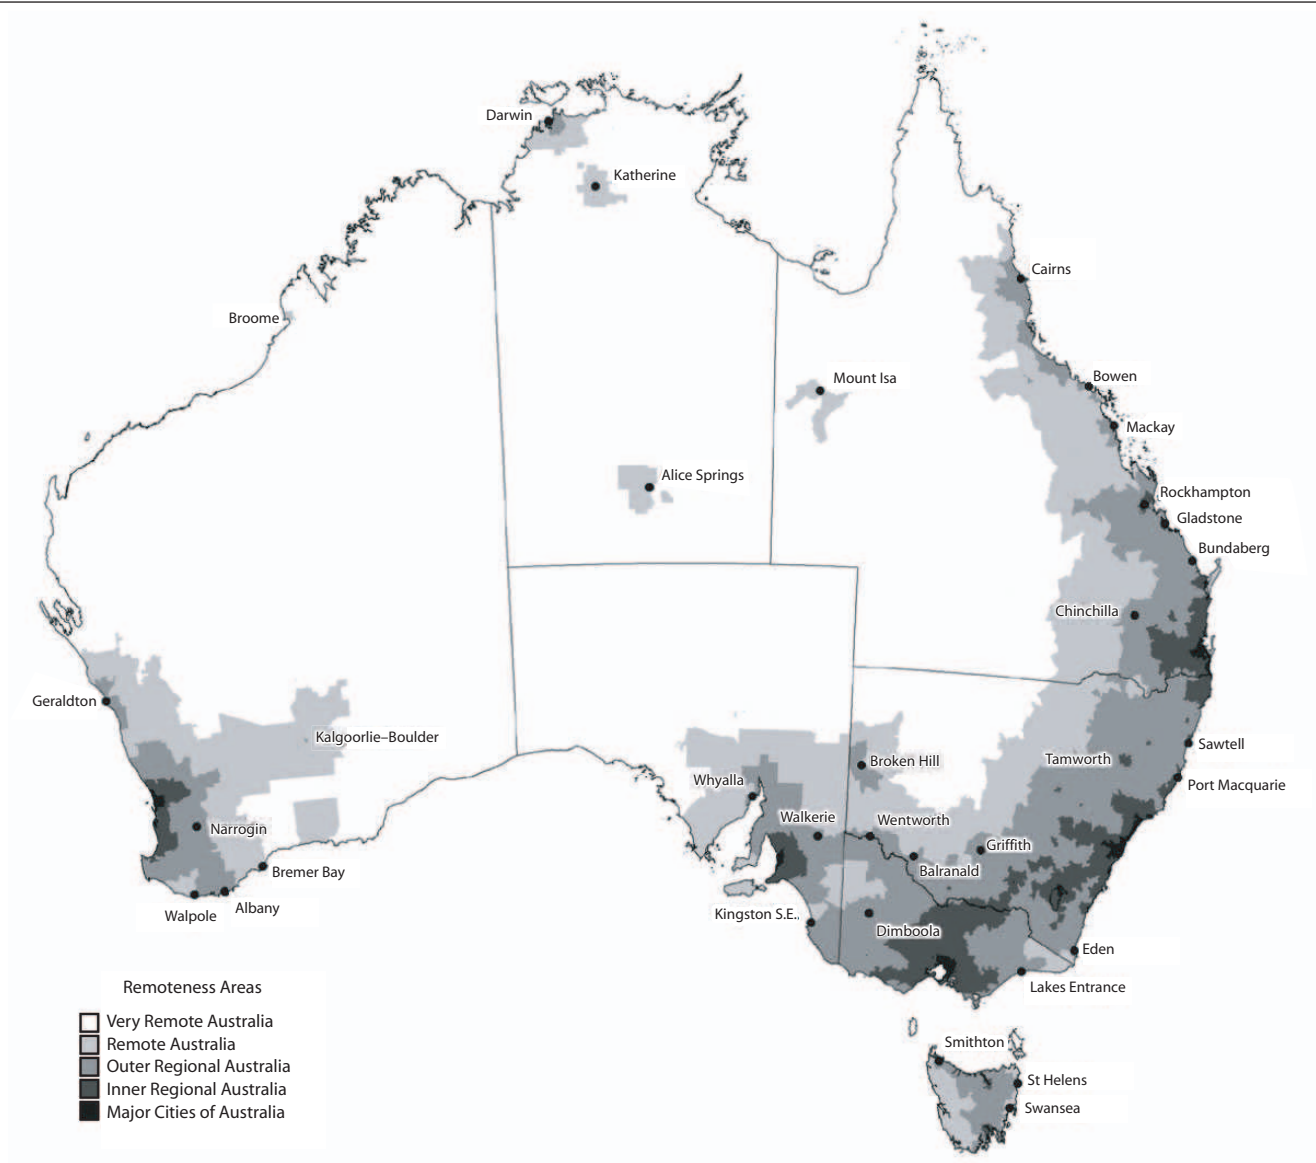 Darwin
Katherine
Cairns
Broome
Mount Isa
Bowen
Mackay
Alice Springs
Rockhampton
Gladstone
Bundaberg
Chinchilla
Geraldton
Kalgoorlie–Boulder
Sawtell
Broken Hill
Tamworth
Whyalla
Port Macquarie
Walkerie
Wentworth
Narrogin
Griffith
Bremer Bay
Balranald
Albany
Walpole
Kingston S.E..
Dimboola
Eden
Lakes Entrance
Remoteness Areas
Very Remote Australia
Remote Australia
Outer Regional Australia
Inner Regional Australia
Major Cities of Australia
Smithton
St Helens
Swansea